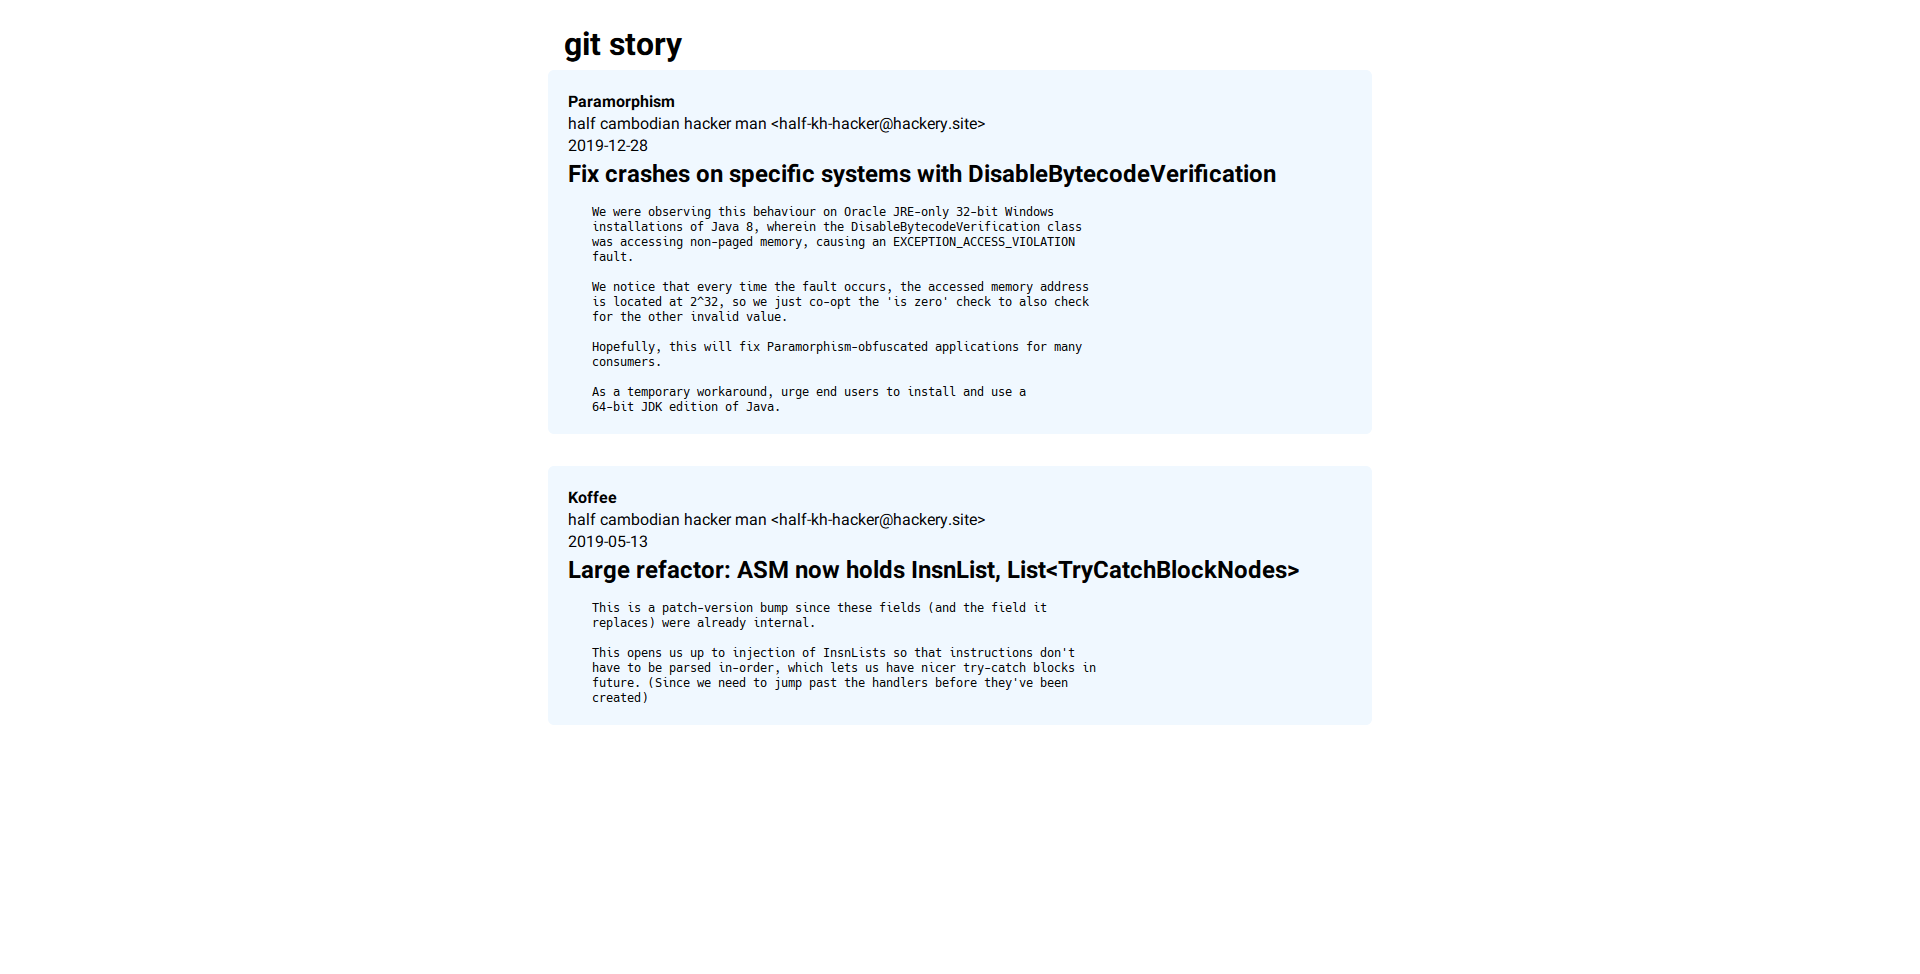 git story
Paramorphism
half cambodian hacker man <half-kh-hacker@hackery.site>
2019-12-28
Fix crashes on specific systems with DisableBytecodeVerification
We were observing this behaviour on Oracle JRE-only 32-bit Windows
installations of Java 8, wherein the DisableBytecodeVerification class
was accessing non-paged memory, causing an EXCEPTION_ACCESS_VIOLATION
fault.
We notice that every time the fault occurs, the accessed memory address
is located at 2^32, so we just co-opt the 'is zero' check to also check
for the other invalid value.
Hopefully, this will fix Paramorphism-obfuscated applications for many
consumers.
As a temporary workaround, urge end users to install and use a
64-bit JDK edition of Java.
Koffee
half cambodian hacker man <half-kh-hacker@hackery.site>
2019-05-13
Large refactor: ASM now holds InsnList, List<TryCatchBlockNodes>
This is a patch-version bump since these fields (and the field it
replaces) were already internal.
This opens us up to injection of InsnLists so that instructions don't
have to be parsed in-order, which lets us have nicer try-catch blocks in
future. (Since we need to jump past the handlers before they've been
created)